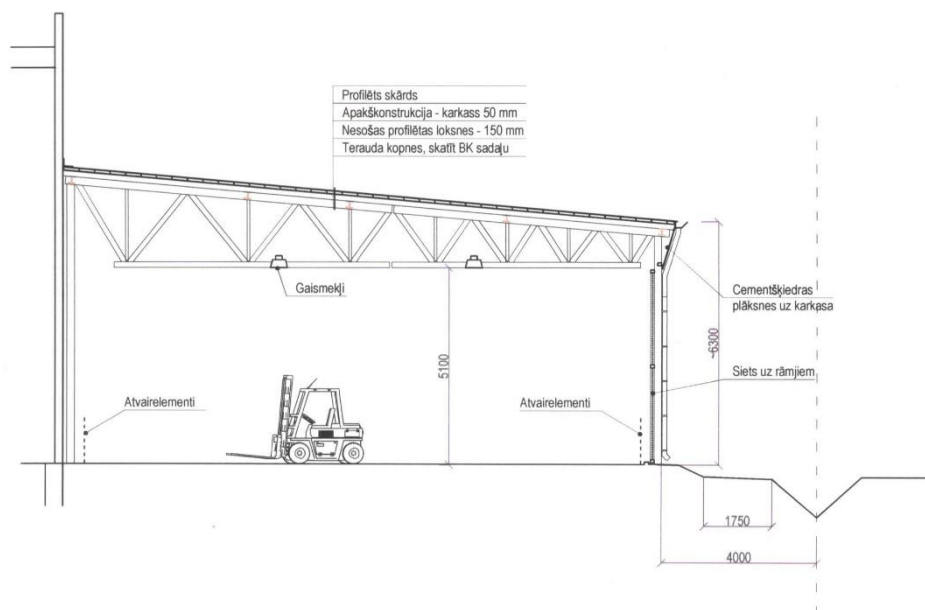 Profilēts skārds
Apakškonstrukcija - karkass 50 mm
Nesošas profilētas loksnes - 150 mm
Terauda kopnes, skatīt BK sadaļu
Gaismekļi
Cementšķiedras
plāksnes uz karkasa
~6300
5100
Siets uz rāmjiem
Atvairelementi
Atvairelementi
1750
4000